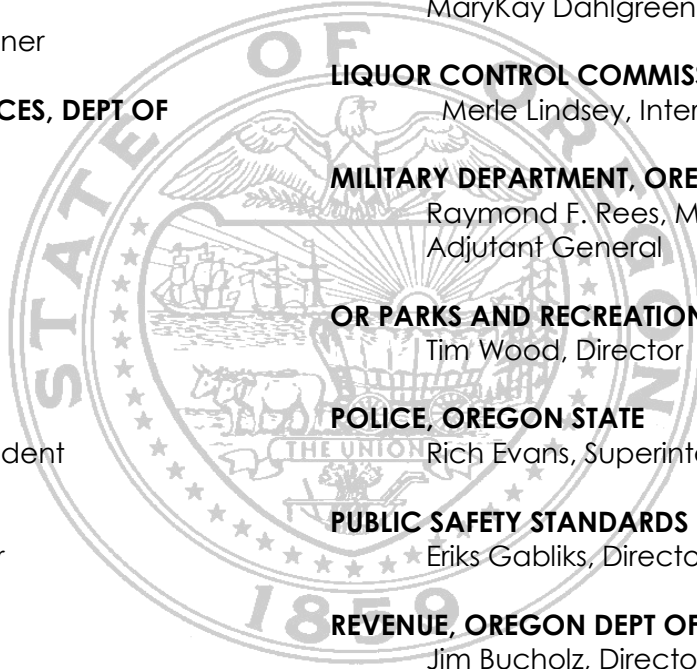 ner
CES, DEPT OF
dent
r
MaryKay Dahlgreen
LIQUOR CONTROL COMMISS
Merle Lindsey, Inter
MILITARY DEPARTMENT, ORE
Raymond F. Rees, M
Adjutant General
OR PARKS AND RECREATION
Tim Wood, Director
POLICE, OREGON STATE
Rich Evans, Superint
PUBLIC SAFETY STANDARDS
Eriks Gabliks, Directo
REVENUE, OREGON DEPT OF
Jim Bucholz, Directo
STATE OF OREGON
THE UNION
1859